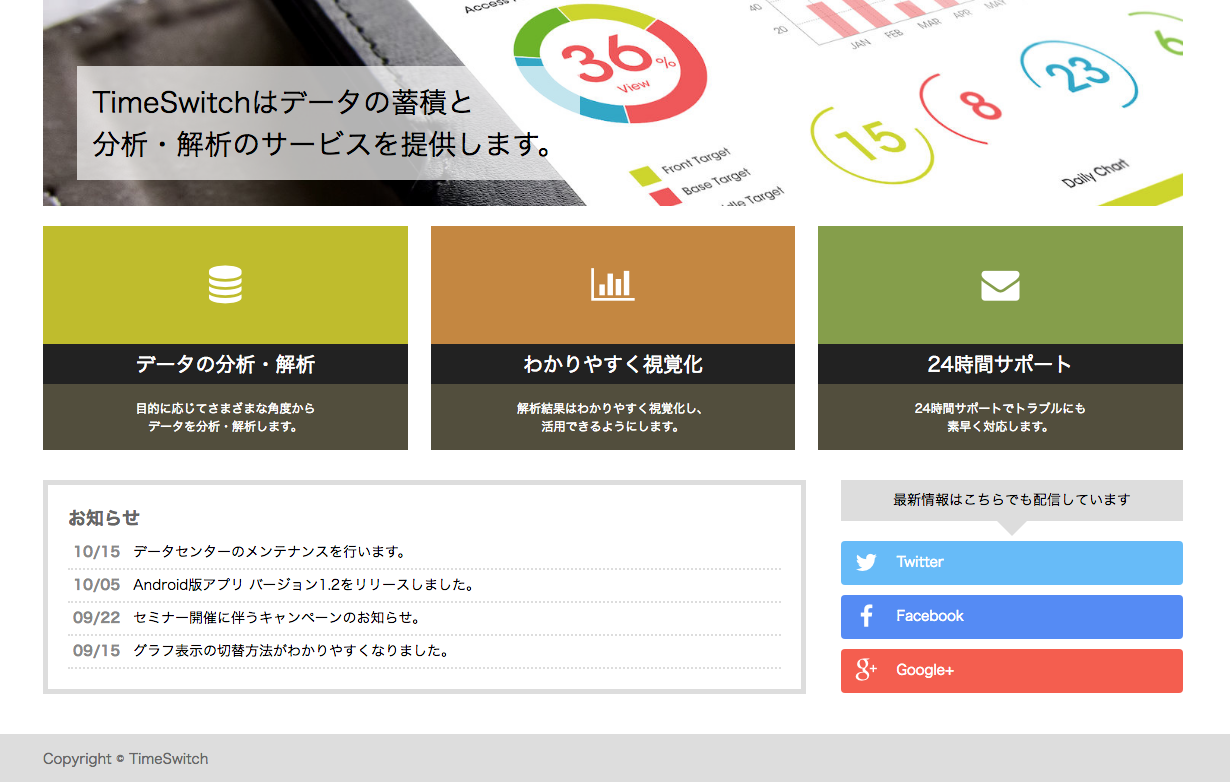 Access
36%
View
40
20
JAN FEB MAR APR MAY
15
8
23
6
Front Target
Base Target
Target
Daily Chart
TimeSwitchはデータの蓄積と
分析・解析のサービスを提供します。
データの分析・解析
目的に応じてさまざまな角度から
データを分析・解析します。
わかりやすく視覚化
解析結果はわかりやすく視覚化し、
活用できるようにします。
24時間サポート
24時間サポートでトラブルにも
素早く対応します。
お知らせ
10/15 データセンターのメンテナンスを行います。
10/05 Android版アプリ バージョン1.2をリリースしました。
09/22 セミナー開催に伴うキャンペーンのお知らせ。
09/15 グラフ表示の切替方法がわかりやすくなりました。
最新情報はこちらでも配信しています
Twitter
Facebook
Google+
Copyright © TimeSwitch